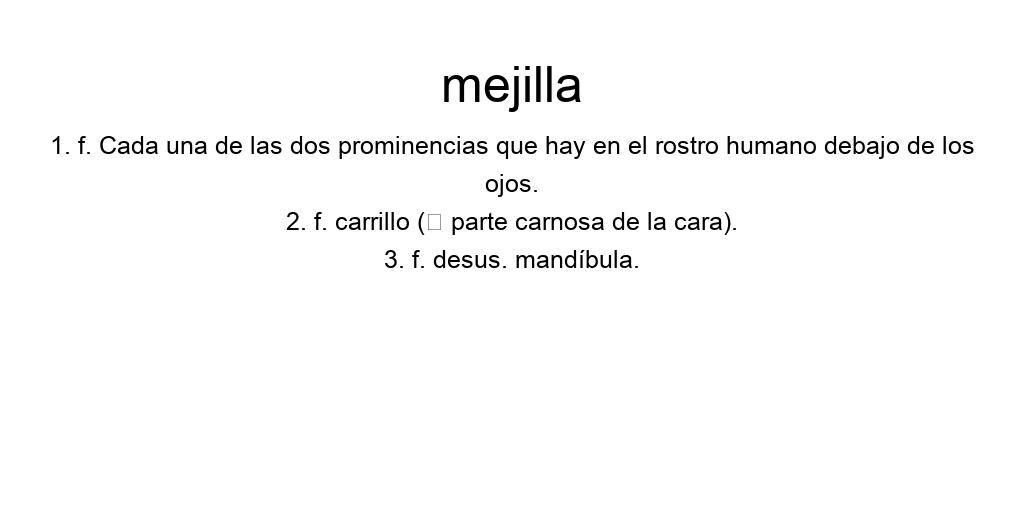 mejilla
1. f. Cada una de las dos prominencias que hay en el rostro humano debajo de los
ojos.
2. f. carrillo (□ parte carnosa de la cara).
3. f. desus. mandíbula.